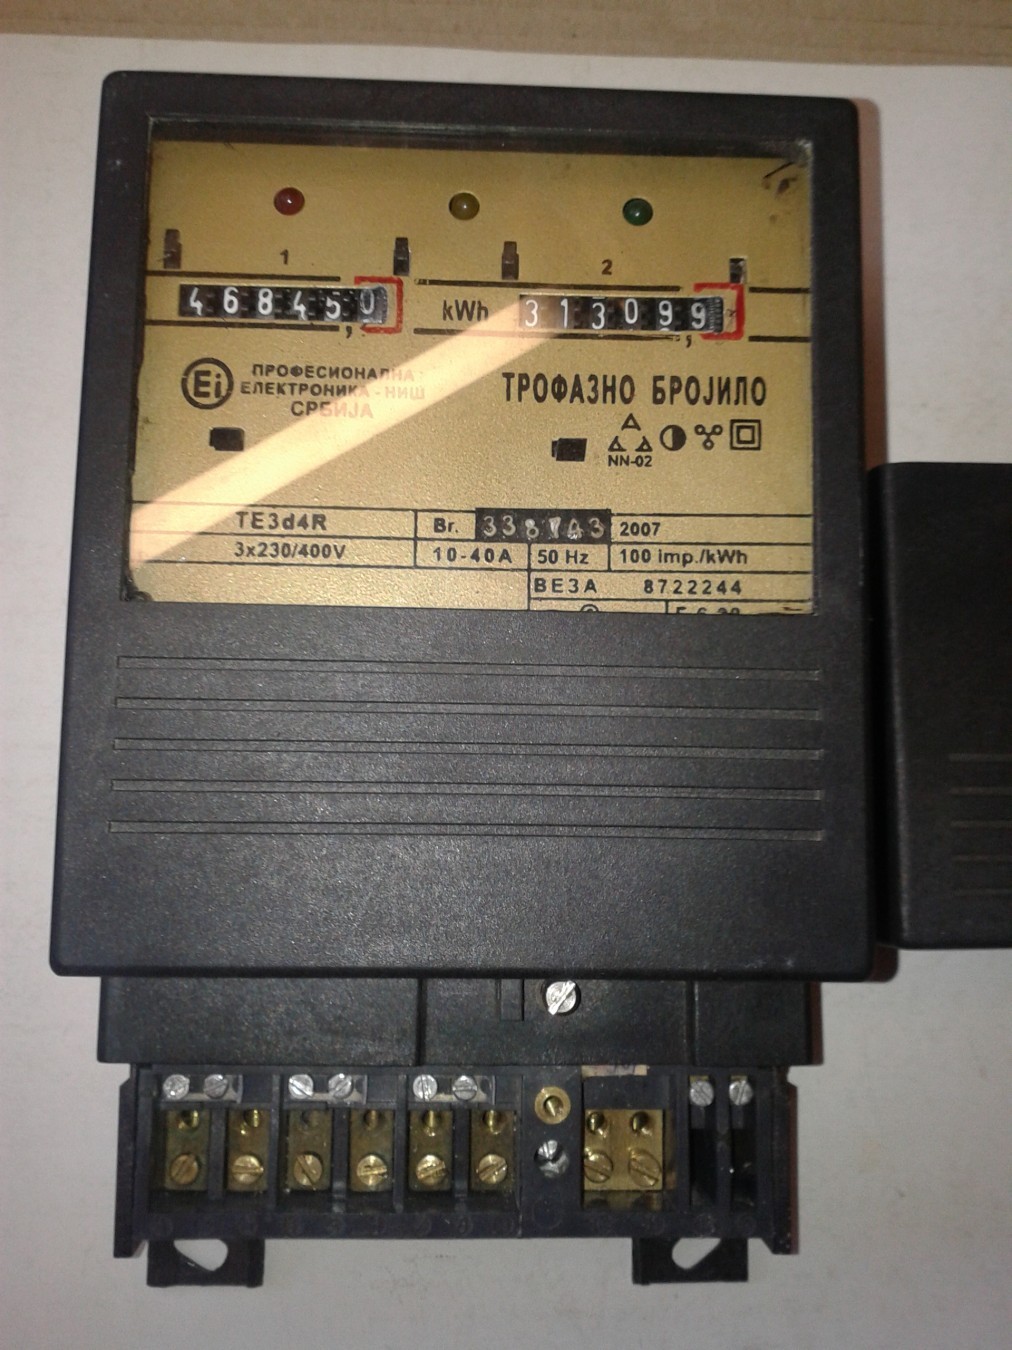 1
2
468450
kWh
313099
Ei
ПРОФЕСИОНАЛНА
ЕЛЕКТРОНИКА - НИШ
СРБИЈА
ТРОФАЗНО БРОЈИЛО
NN-02
TE3d4R
Br.
2007
3x230/400V
10-40A
50 Hz
100 imp./kWh
ВЕЗА 8722244